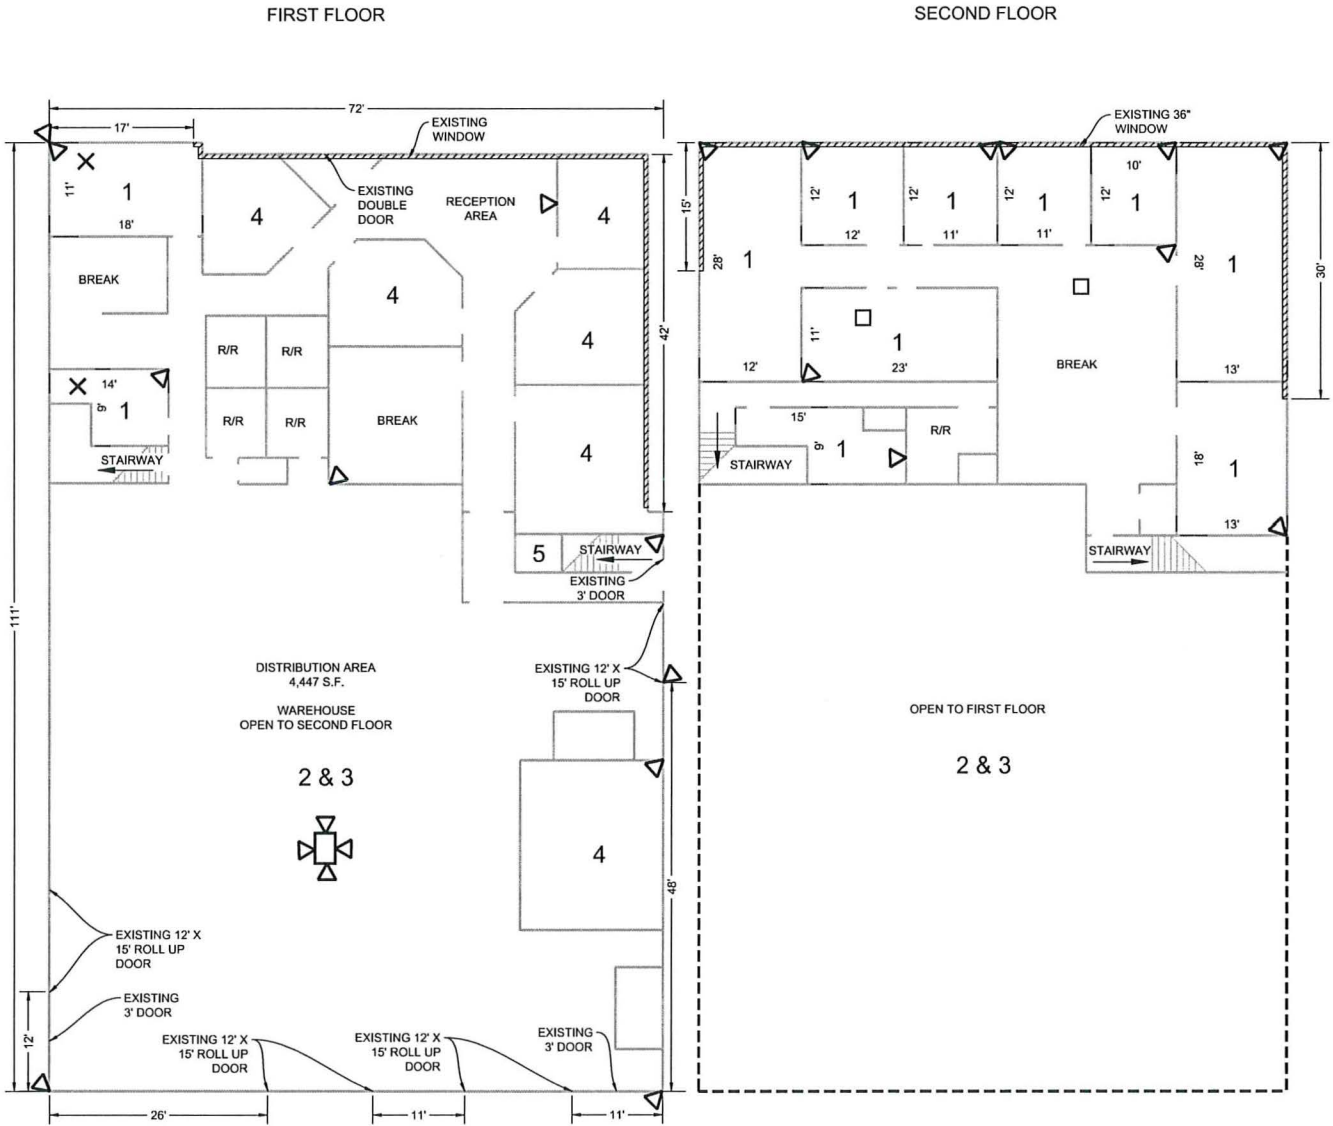 FIRST FLOOR
SECOND FLOOR
72'
17'
EXISTING
WINDOW
EXISTING 36"
WINDOW
11'
1
18'
4
EXISTING
DOUBLE
DOOR
RECEPTION
AREA
4
BREAK
4
4
42'
R/R
R/R
R/R
R/R
BREAK
4
14'
9'
1
STAIRWAY
5
STAIRWAY
EXISTING
3' DOOR
111'
DISTRIBUTION AREA
4,447 S.F.
WAREHOUSE
OPEN TO SECOND FLOOR
2 & 3
EXISTING 12' X
15' ROLL UP
DOOR
4
48'
EXISTING 12' X
15' ROLL UP
DOOR
EXISTING
3' DOOR
12'
EXISTING 12' X
15' ROLL UP
DOOR
EXISTING 12' X
15' ROLL UP
DOOR
EXISTING
3' DOOR
26'
11'
11'
15'
28'
1
12'
12'
1
12'
12'
1
11'
12'
1
11'
10'
12'
1
28'
1
13'
30'
11'
1
23'
BREAK
15'
9'
1
R/R
STAIRWAY
18'
1
13'
STAIRWAY
OPEN TO FIRST FLOOR
2 & 3